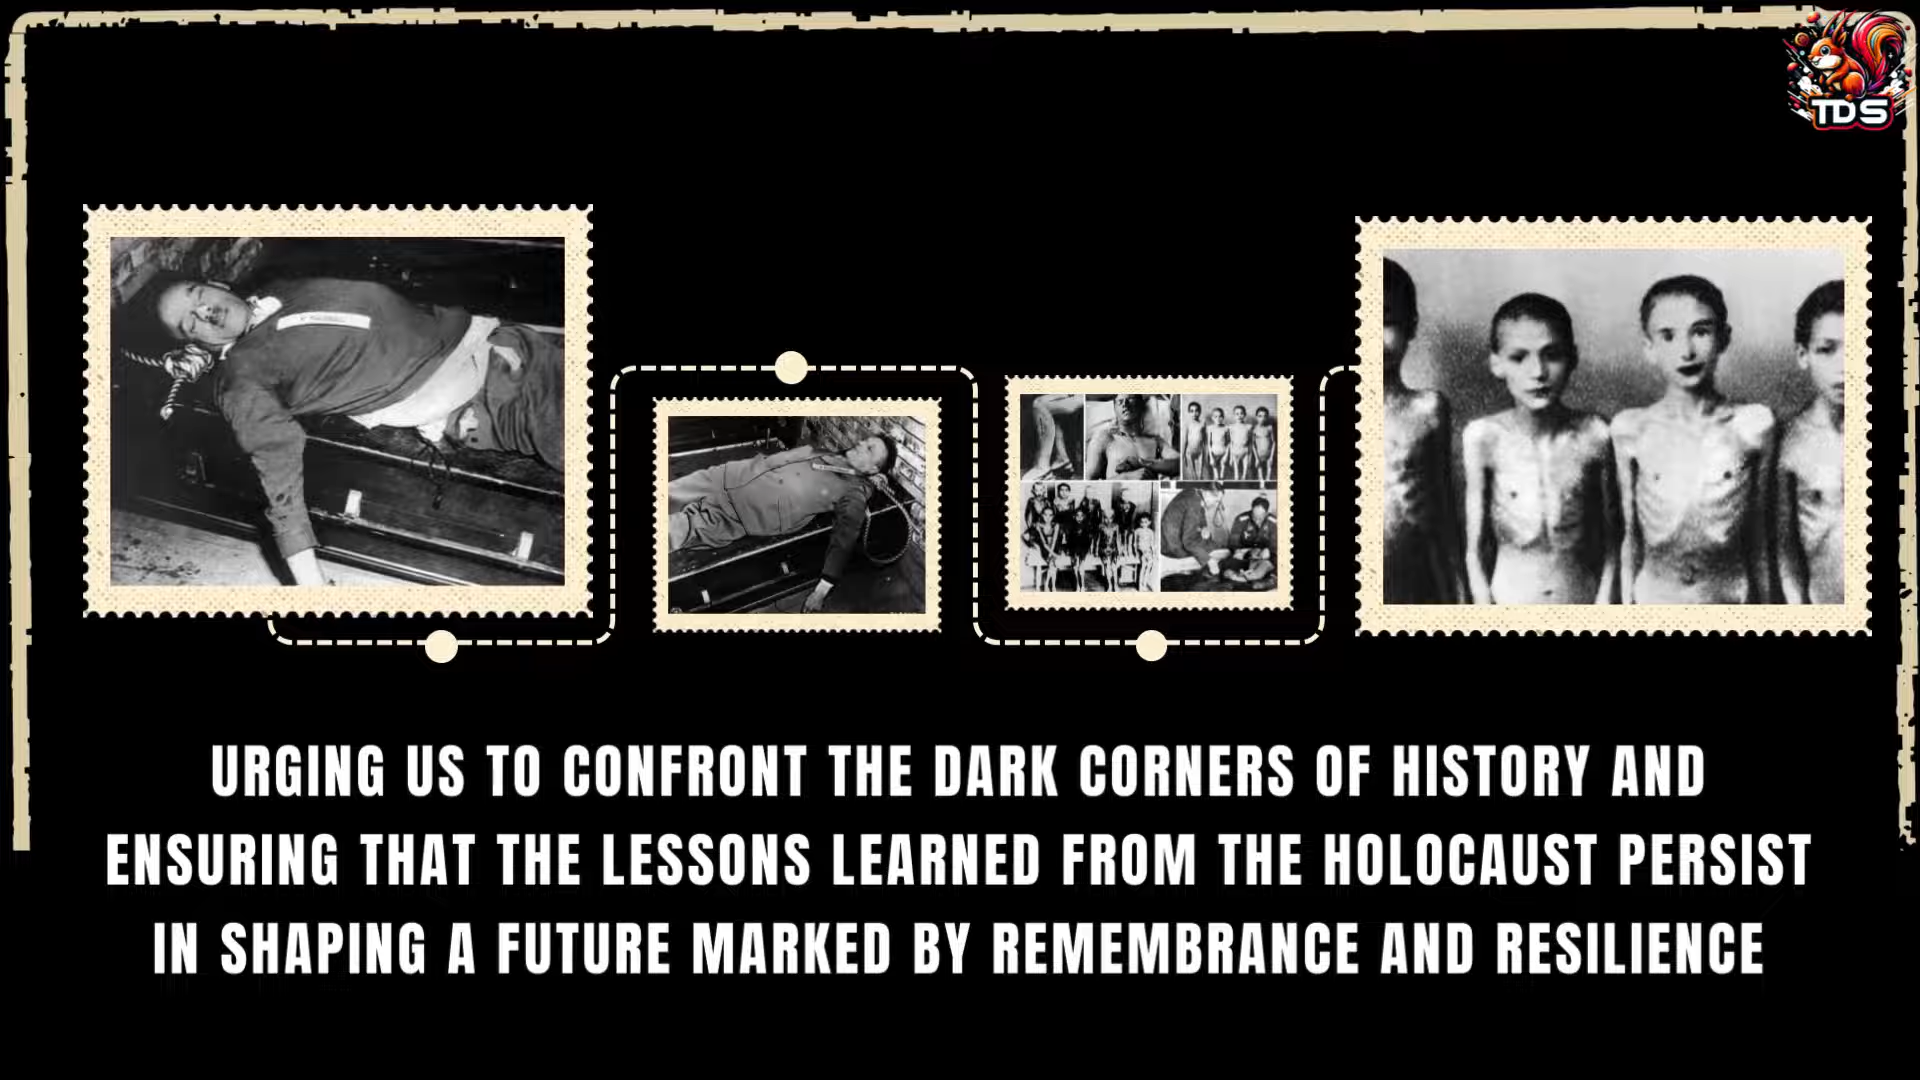 TDS
URGING US TO CONFRONT THE DARK CORNERS OF HISTORY AND
ENSURING THAT THE LESSONS LEARNED FROM THE HOLOCAUST PERSIST
IN SHAPING A FUTURE MARKED BY REMEMBRANCE AND RESILIENCE